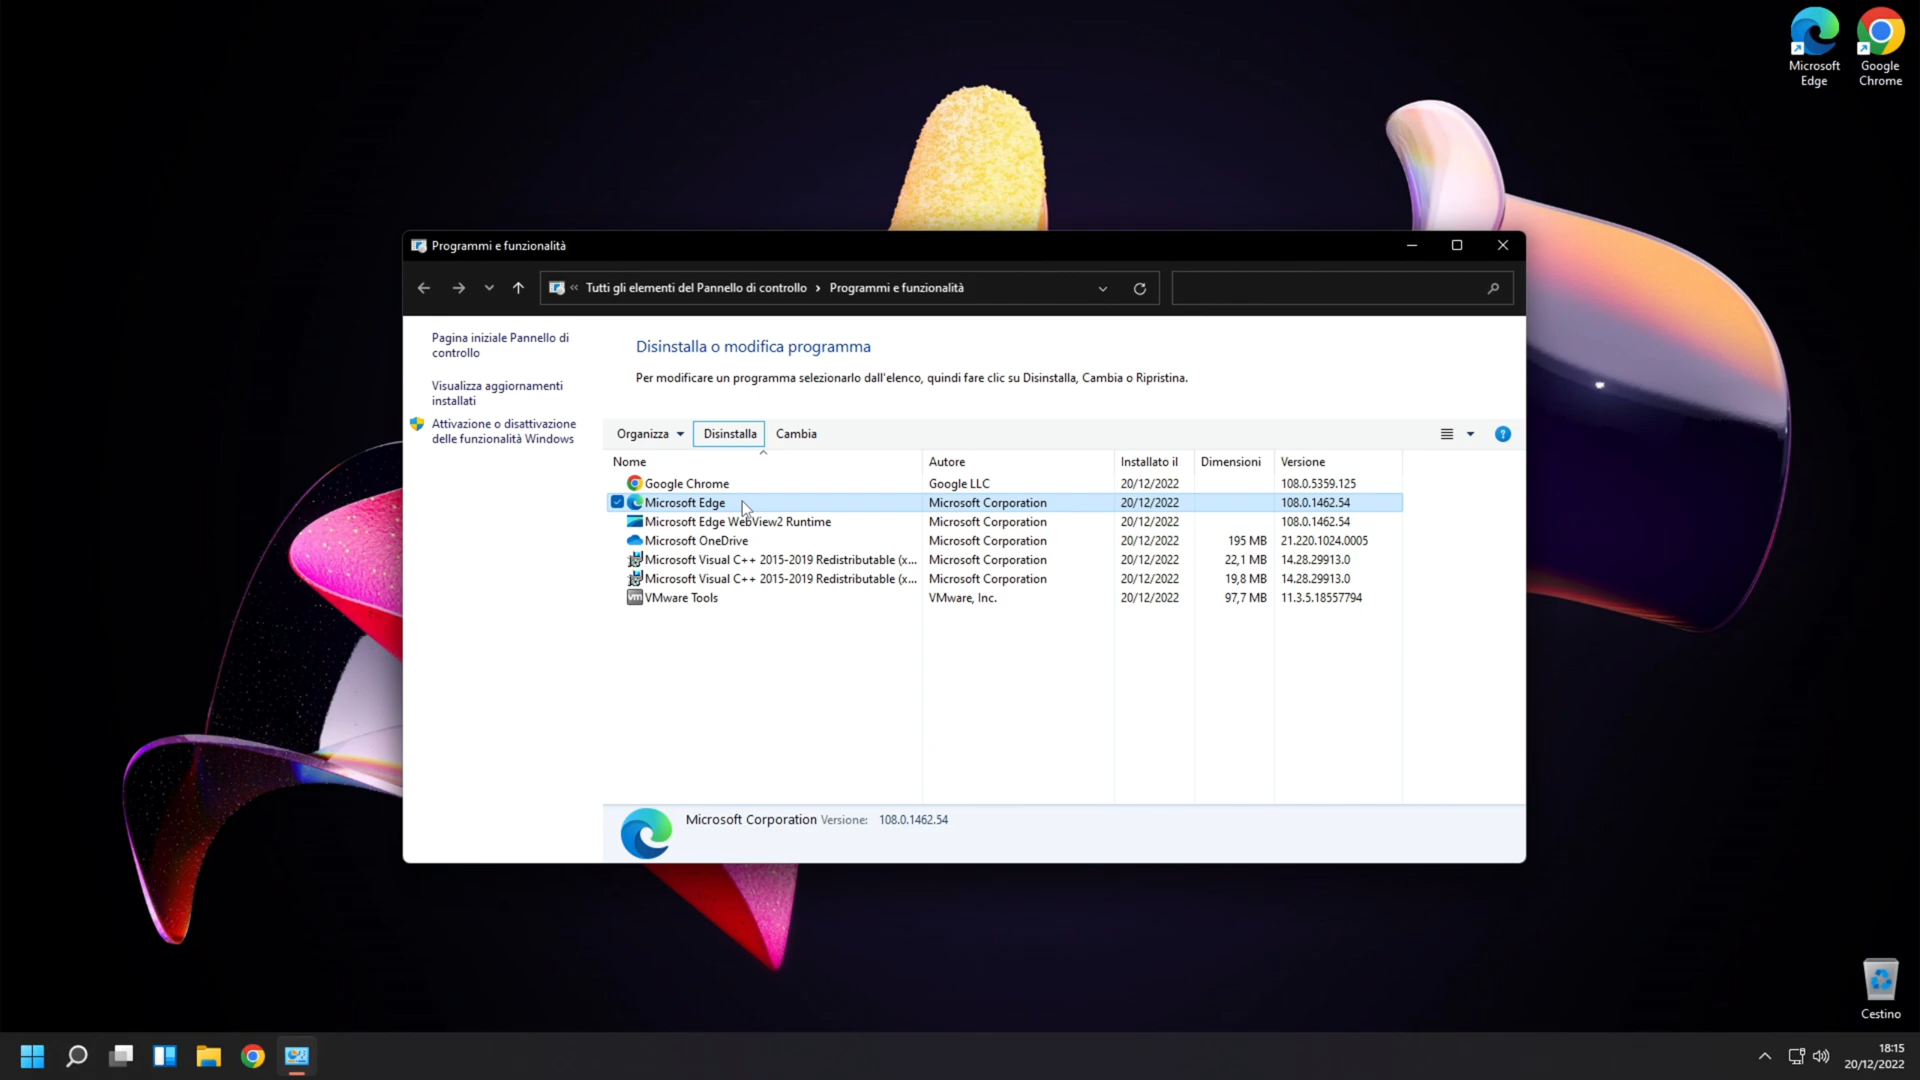 Microsoft
Edge
Google
Chrome
Programmi e funzionalità
« Tutti gli elementi del Pannello di controllo › Programmi e funzionalità
Pagina iniziale Pannello di
controllo
Visualizza aggiornamenti
installati
Attivazione o disattivazione
delle funzionalità Windows
Disinstalla o modifica programma
Per modificare un programma selezionarlo dall'elenco, quindi fare clic su Disinstalla, Cambia o Ripristina.
Organizza Disinstalla Cambia ?
Nome Autore Installato il Dimensioni Versione
Google Chrome Google LLC 20/12/2022 108.0.5359.125
Microsoft Edge Microsoft Corporation 20/12/2022 108.0.1462.54
Microsoft Edge WebView2 Runtime Microsoft Corporation 20/12/2022 108.0.1462.54
Microsoft OneDrive Microsoft Corporation 20/12/2022 195 MB 21.220.1024.0005
Microsoft Visual C++ 2015-2019 Redistributable (x... Microsoft Corporation 20/12/2022 22,1 MB 14.28.29913.0
Microsoft Visual C++ 2015-2019 Redistributable (x... Microsoft Corporation 20/12/2022 19,8 MB 14.28.29913.0
vm VMware Tools VMware, Inc. 20/12/2022 97,7 MB 11.3.5.18557794
Microsoft Corporation Versione: 108.0.1462.54
Cestino
18:15
20/12/2022